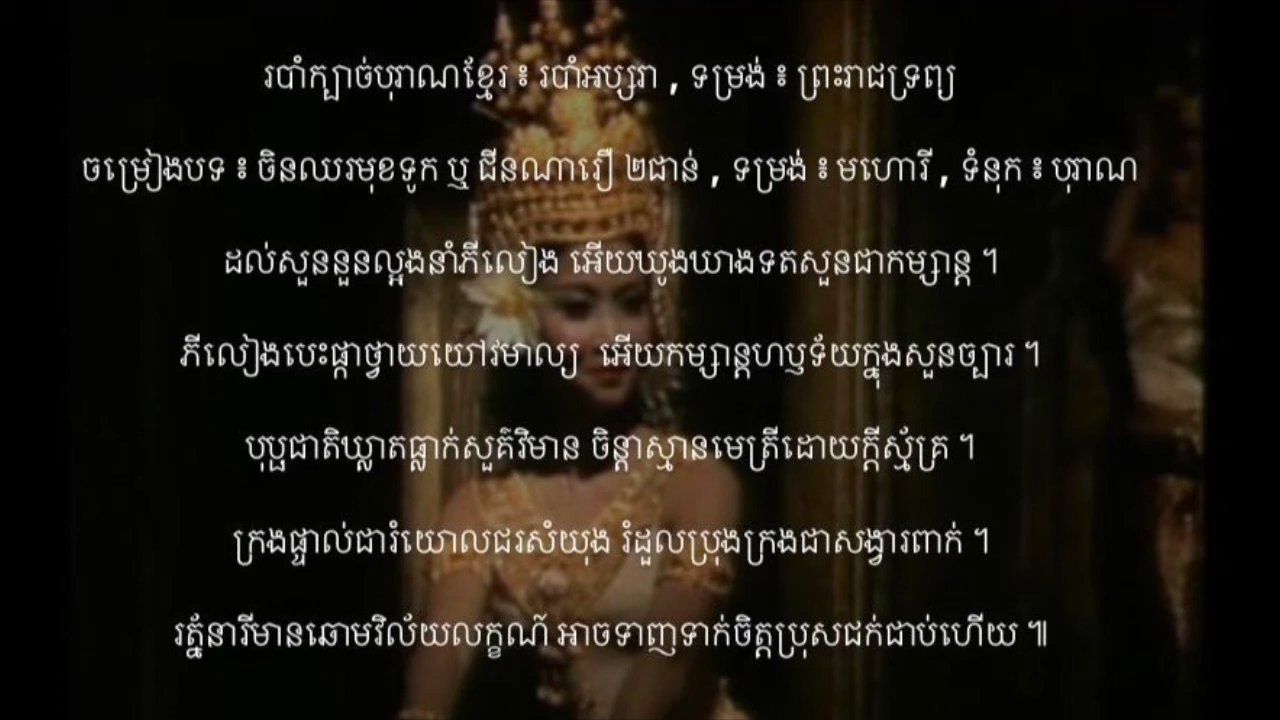 របាំក្បាច់បុរាណខ្មែរ ៖ របាំអប្សរា , ទម្រង់ ៖ ព្រះរាជទ្រព្យ
ចម្រៀងបទ ៖ ចិនឈរមុខទូក ឬ ជីនណារឿ ២ជាន់ , ទម្រង់ ៖ មហោរី , ទំនុក ៖ បុរាណ
ដល់សួននួនល្អងនាំភីលៀង អើយឃូងឃាងទតសួនជាកម្សាន្ត ។
ភីលៀងបេះផ្កាថ្វាយយៅវមាល្យ អើយកម្សាន្តហឫទ័យក្នុងសួនច្បារ ។
បុប្ផជាតិឃ្លាតធ្លាក់សួគ៌វិមាន ចិន្តាស្មានមេត្រីដោយក្តីស្ម័គ្រ ។
ក្រងផ្ទាល់ជារំយោលជរសំយុង រំដួលប្រុងក្រងជាសង្វារពាក់ ។
រត្ន័នារីមានឆោមវិល័យលក្ខណ៍ អាចទាញទាក់ចិត្តប្រុសជក់ជាប់ហើយ ៕